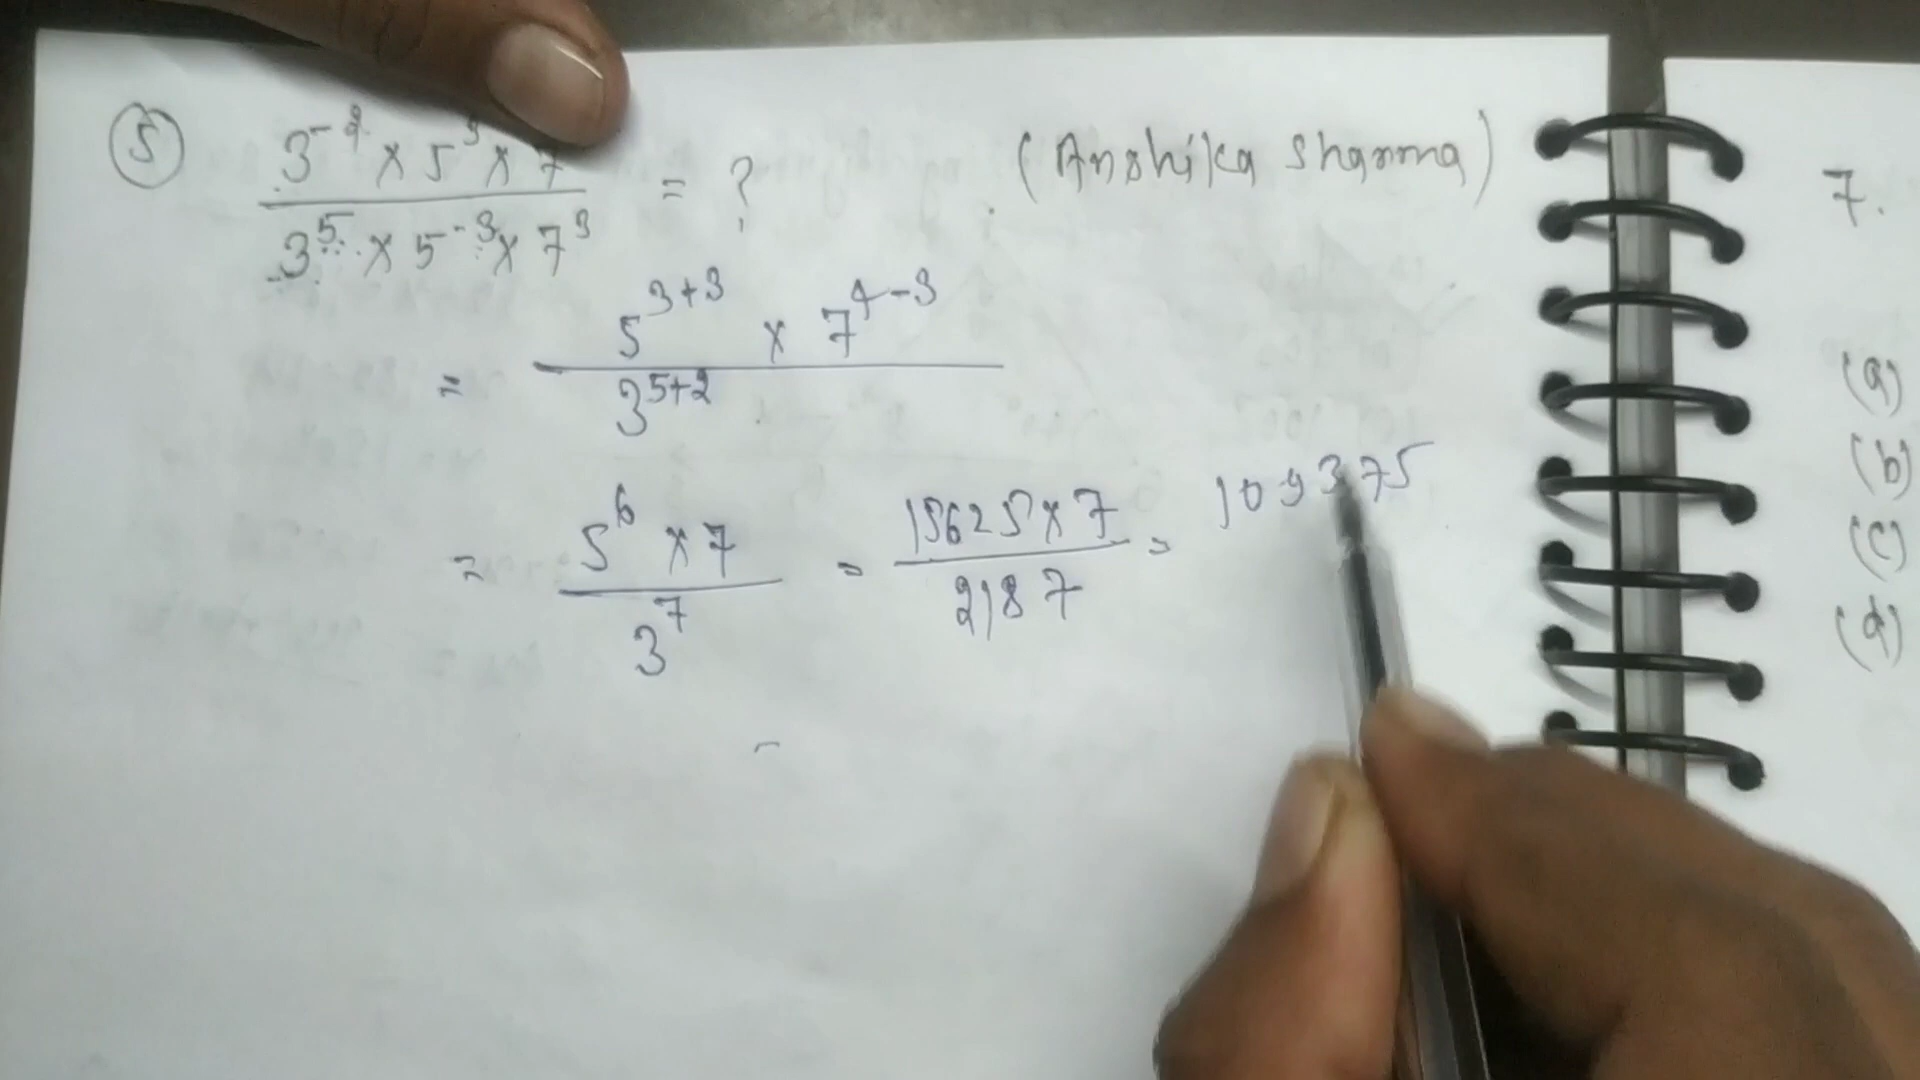 ⑤ 3^-2 × 5^3 × 7 / 3^5 × 5^-3 × 7^3 = ? (Anshika Sharma)
= 5^3+3 × 7^4-3 / 3^5+2
= 5^6 × 7 / 3^7 = 15625 × 7 / 2187 = 109375
7.
(a)
(b)
(c)
(d)